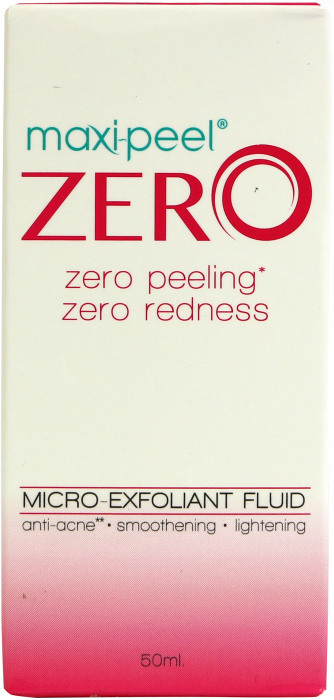 maxi-peel®
ZERO
zero peeling*
zero redness
MICRO-EXFOLIANT FLUID
anti-acne** • smoothening • lightening
50ml.